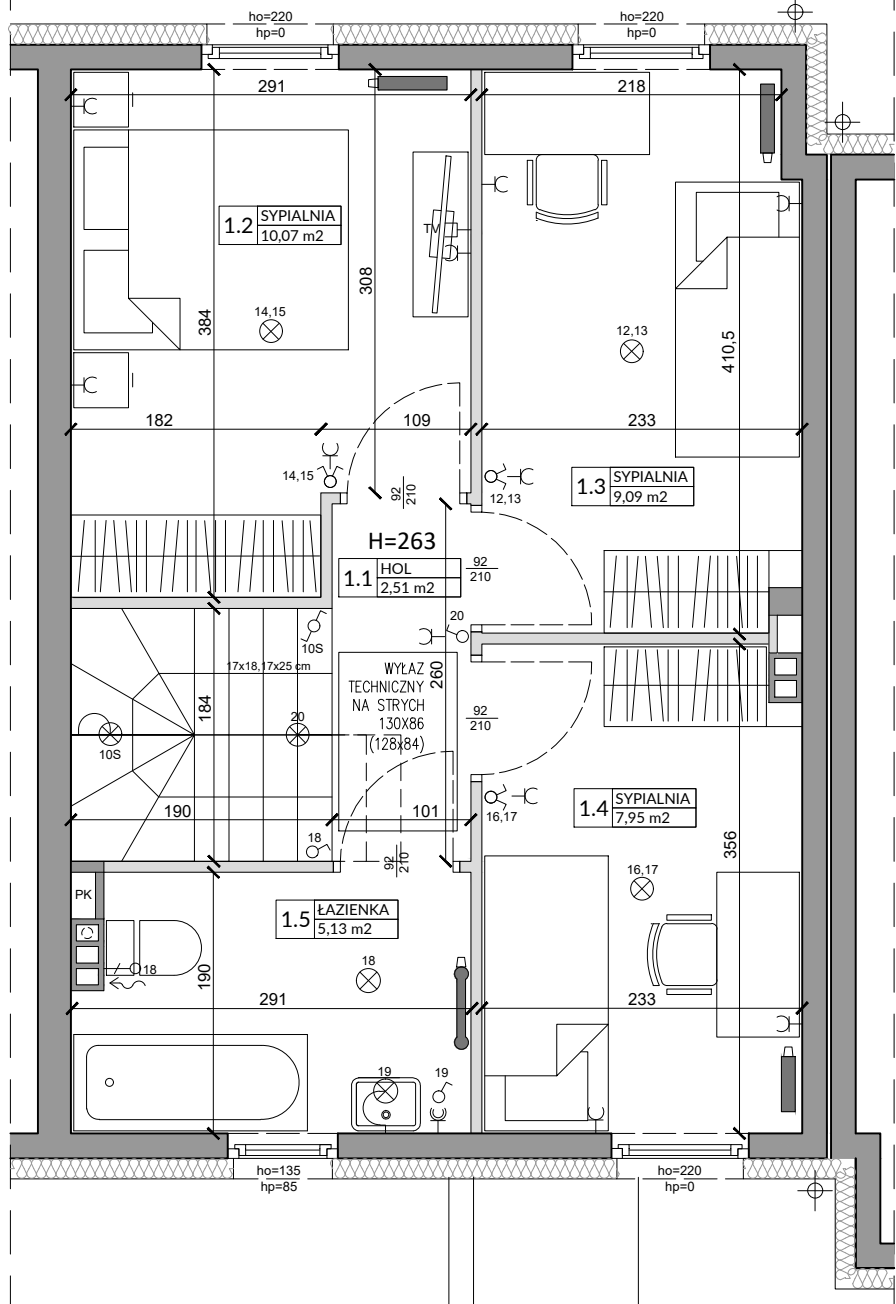 ho=220
hp=0
ho=220
hp=0
291
218
1.2
SYPIALNIA
10,07 m2
TV
308
384
14,15
12,13
410,5
182
109
233
14,15
92
210
12,13
1.3
SYPIALNIA
9,09 m2
H=263
1.1
HOL
2,51 m2
92
210
20
10S
17x18,17x25 cm
WYŁAZ
TECHNICZNY
NA STRYCH
130X86
(128x84)
260
184
20
10S
92
210
190
101
16,17
1.4
SYPIALNIA
7,95 m2
18
92
210
356
PK
1.5
ŁAZIENKA
5,13 m2
16,17
18
18
190
291
233
19
19
ho=135
hp=85
ho=220
hp=0